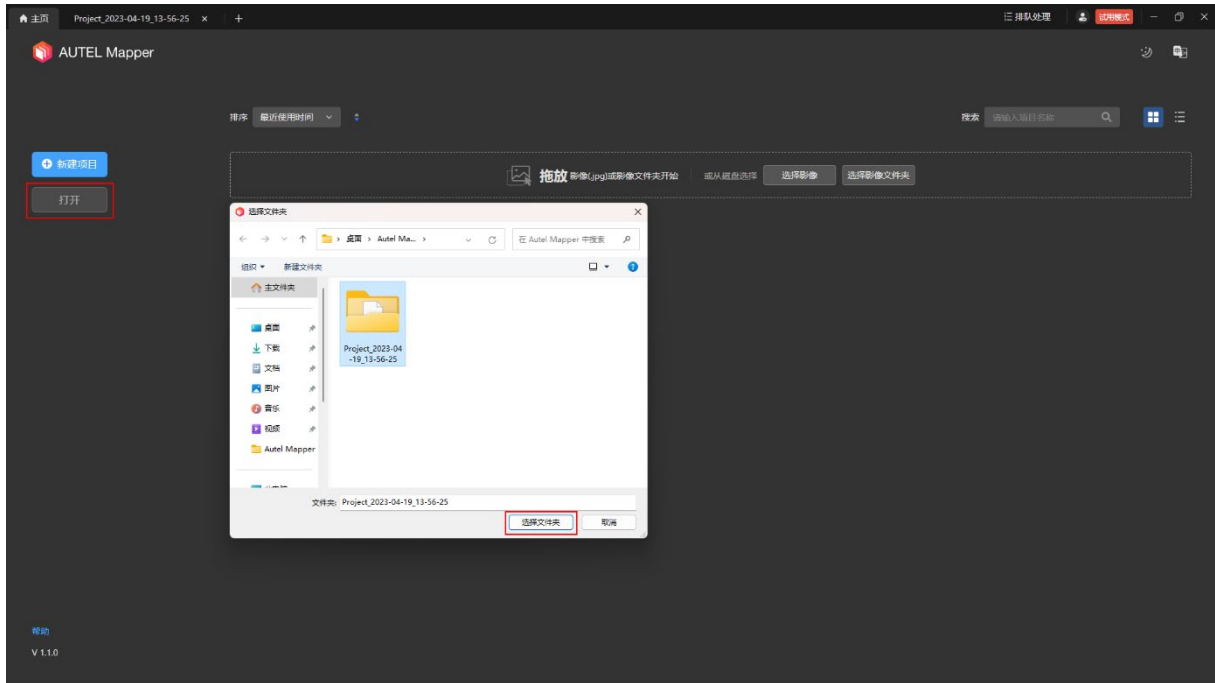 主页 Project_2023-04-19_13-56-25 × + 排队处理 试用模式
AUTEL Mapper
排序 最近使用时间 搜索 请输入项目名称
新建项目
拖放 影像(.jpg)或影像文件夹开始 或从磁盘选择 选择影像 选择影像文件夹
打开
选择文件夹
桌面 › Autel Ma... › 在 Autel Mapper 中搜索
组织 新建文件夹
主文件夹
桌面
下载
文档
图片
音乐
视频
Autel Mapper
Project_2023-04
-19_13-56-25
文件夹: Project_2023-04-19_13-56-25
选择文件夹 取消
帮助
V 1.1.0